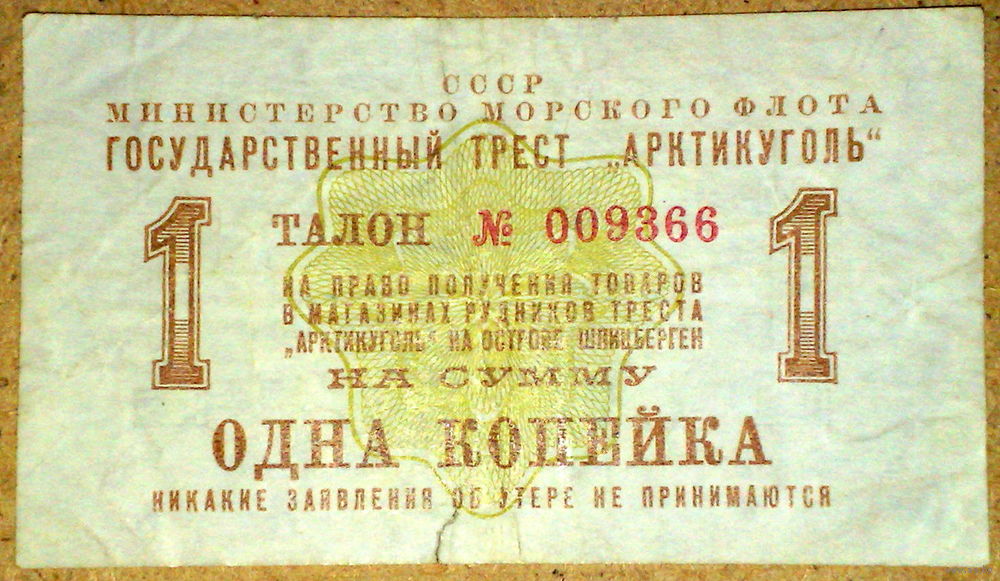 СССР
МИНИСТЕРСТВО МОРСКОГО ФЛОТА
ГОСУДАРСТВЕННЫЙ ТРЕСТ „АРКТИКУГОЛЬ“
1 ТАЛОН № 009366 1
НА ПРАВО ПОЛУЧЕНИЯ ТОВАРОВ
В МАГАЗИНАХ РУДНИКОВ ТРЕСТА
„АРКТИКУГОЛЬ“ НА ОСТРОВЕ ШПИЦБЕРГЕН
НА СУММУ
ОДНА КОПЕЙКА
НИКАКИЕ ЗАЯВЛЕНИЯ ОБ УТЕРЕ НЕ ПРИНИМАЮТСЯ